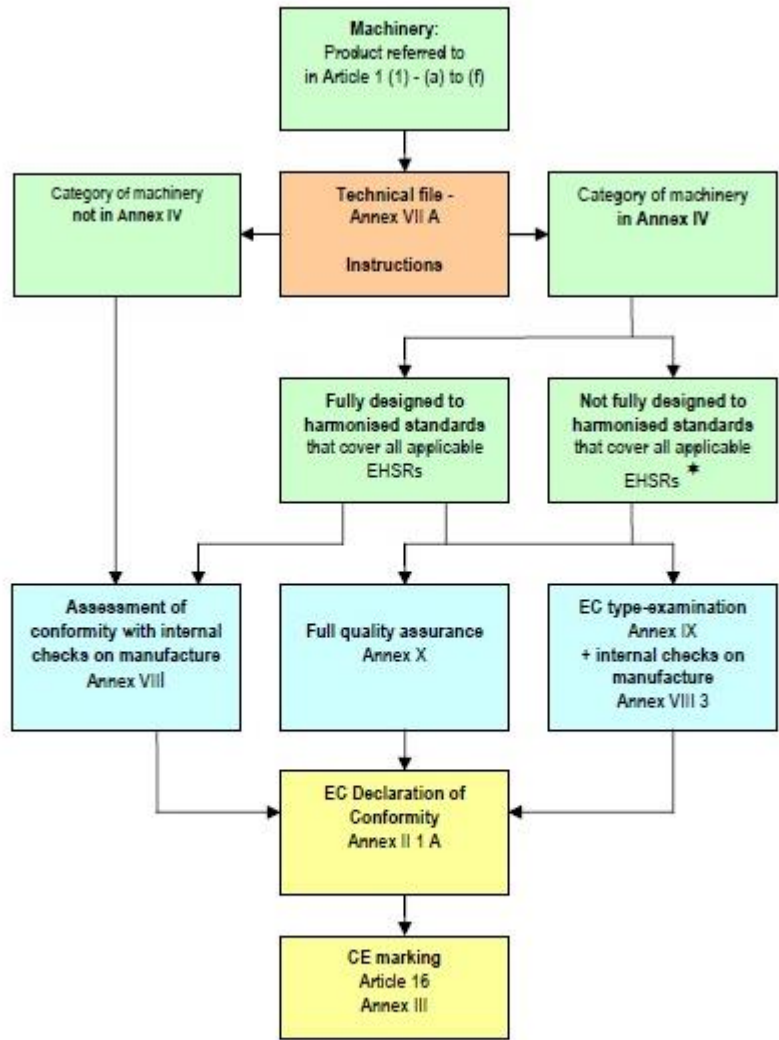 Machinery:
Product referred to
in Article 1 (1) - (a) to (f)
Category of machinery
not in Annex IV
Technical file -
Annex VII A
Instructions
Category of machinery
in Annex IV
Fully designed to
harmonised standards
that cover all applicable
EHSRs
Not fully designed to
harmonised standards
that cover all applicable
EHSRs *
Assessment of
conformity with internal
checks on manufacture
Annex VIII
Full quality assurance
Annex X
EC type-examination
Annex IX
+ internal checks on
manufacture
Annex VIII 3
EC Declaration of
Conformity
Annex II 1 A
CE marking
Article 16
Annex III